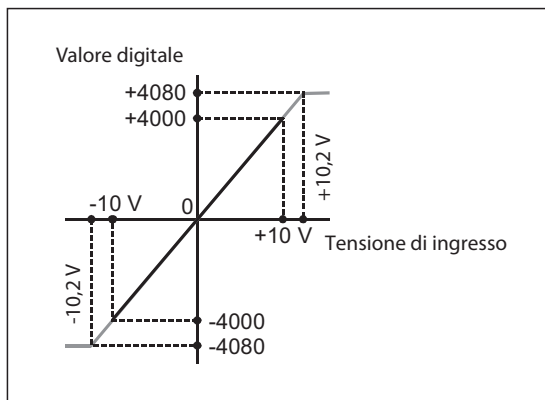 Valore digitale
+4080
+4000
-10 V
0
+10,2 V
+10 V
Tensione di ingresso
-10,2 V
-4000
-4080